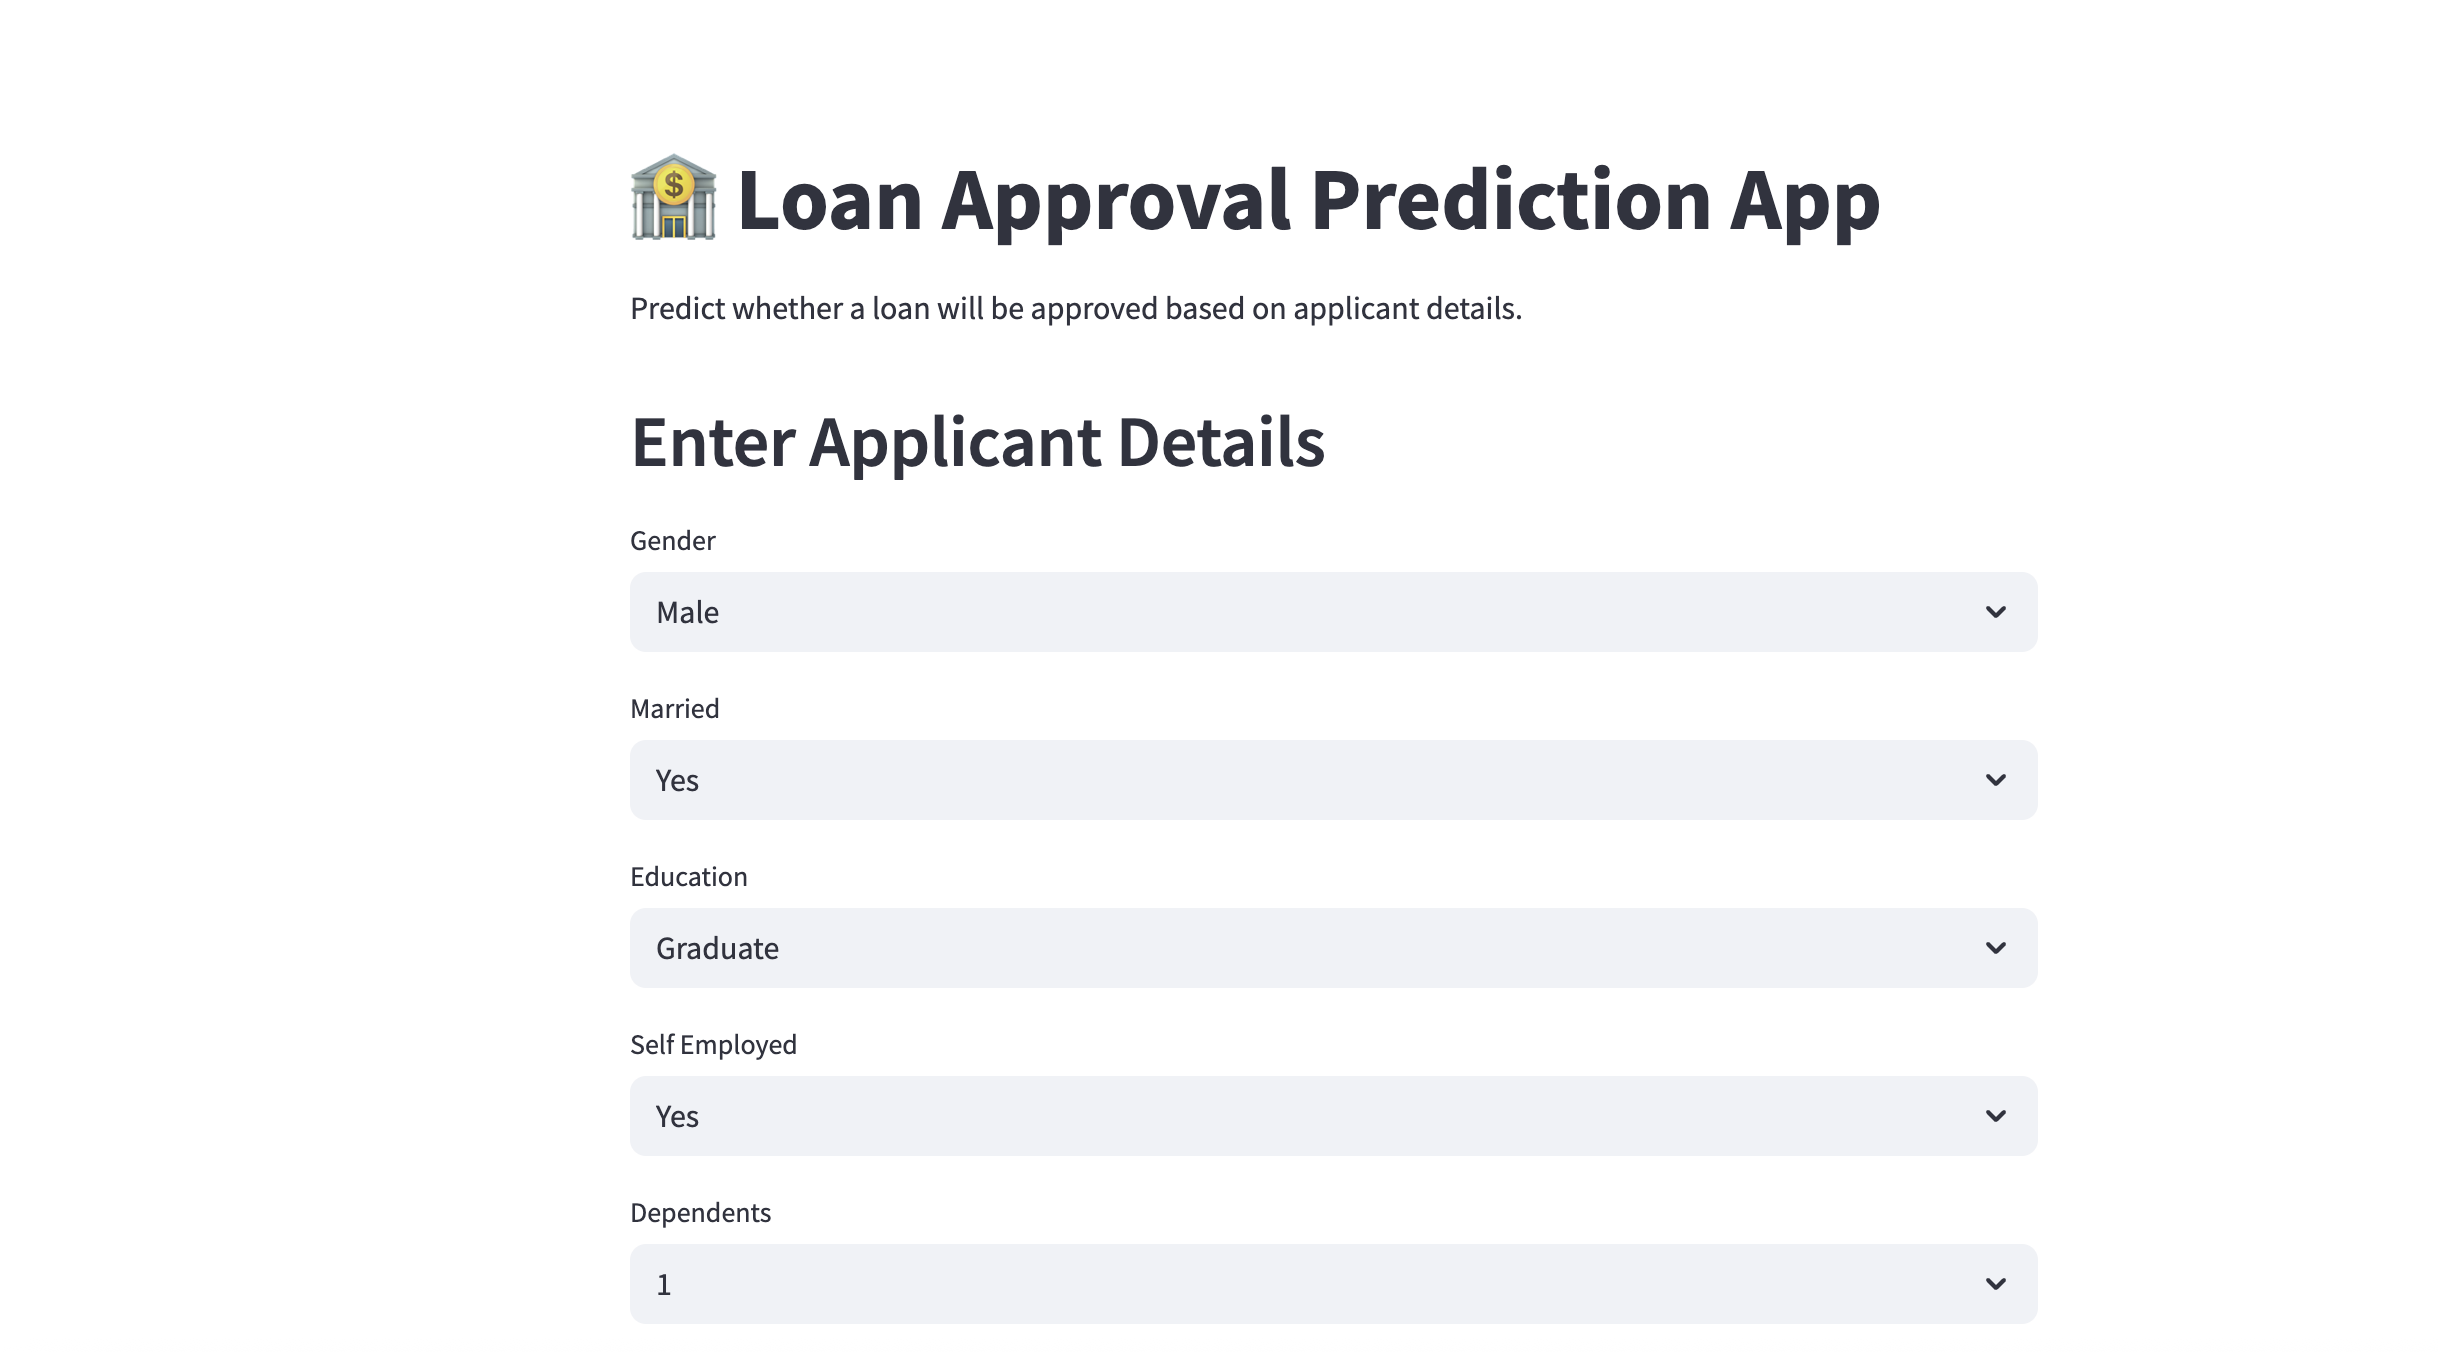 Loan Approval Prediction App
Predict whether a loan will be approved based on applicant details.
Enter Applicant Details
Gender
Male
Married
Yes
Education
Graduate
Self Employed
Yes
Dependents
1